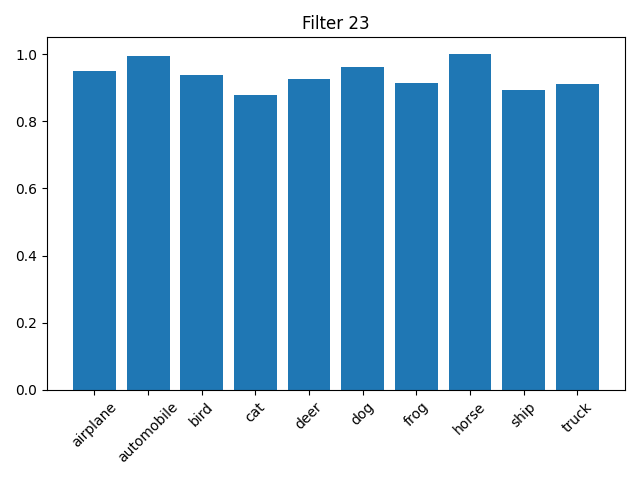 Filter 23
1.0
0.8
0.6
0.4
0.2
0.0
airplane
automobile
bird
cat
deer
dog
frog
horse
ship
truck